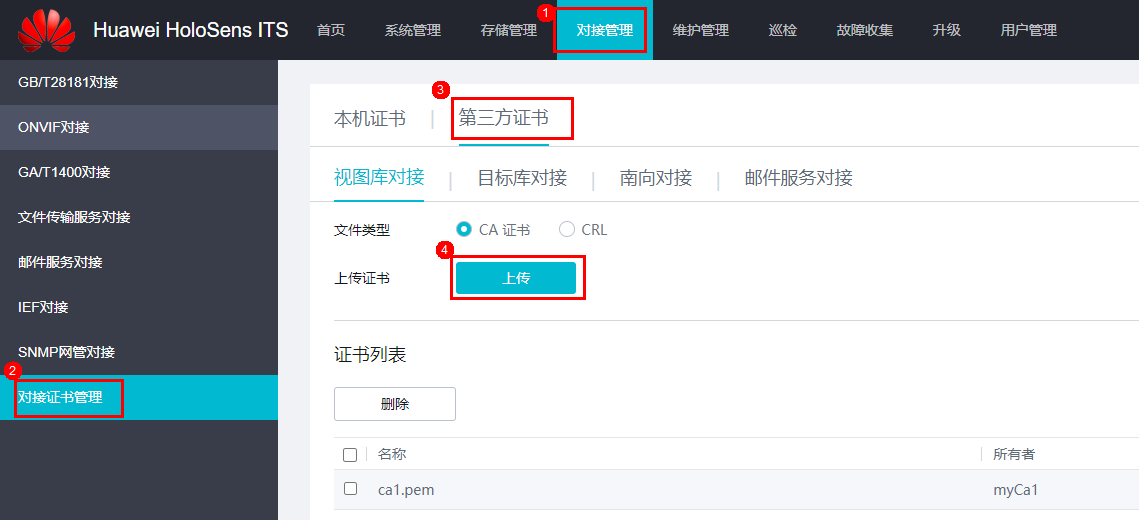 Huawei HoloSens ITS 首页 系统管理 存储管理 1 对接管理 维护管理 巡检 故障收集 升级 用户管理
GB/T28181对接
ONVIF对接
GA/T1400对接
文件传输服务对接
邮件服务对接
IEF对接
SNMP网管对接
2
对接证书管理
3
本机证书 | 第三方证书
视图库对接 | 目标库对接 | 南向对接 | 邮件服务对接
文件类型 CA 证书 CRL
4
上传证书 上传
证书列表
删除
名称 所有者
ca1.pem myCa1